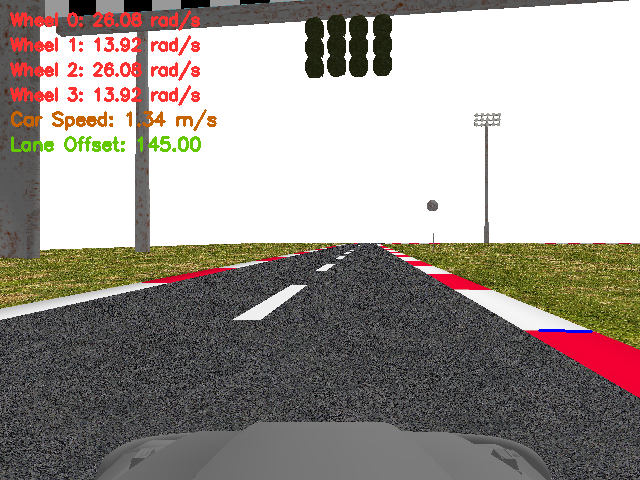 Wheel 0: 26.08 rad/s
Wheel 1: 13.92 rad/s
Wheel 2: 26.08 rad/s
Wheel 3: 13.92 rad/s
Car Speed: 1.34 m/s
Lane Offset: 145.00